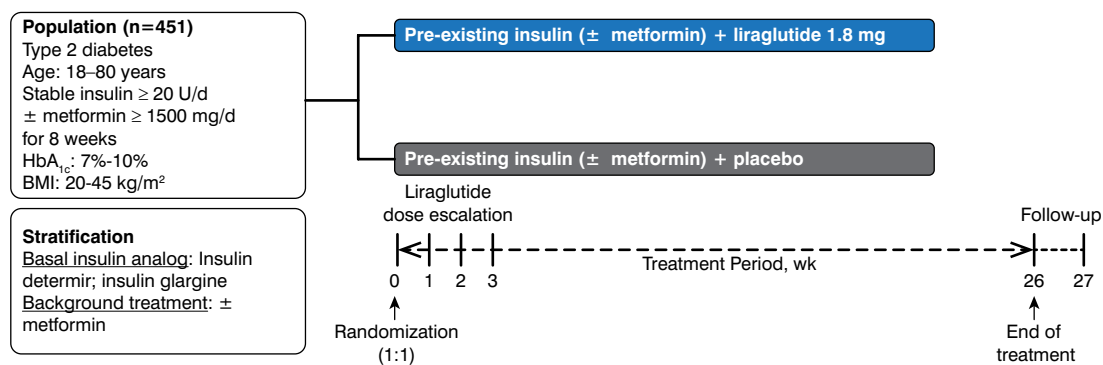 Population (n=451)
Type 2 diabetes
Age: 18–80 years
Stable insulin ≥ 20 U/d
± metformin ≥ 1500 mg/d
for 8 weeks
HbA1c: 7%-10%
BMI: 20-45 kg/m²
Stratification
Basal insulin analog: Insulin
determir; insulin glargine
Background treatment: ±
metformin
Pre-existing insulin (± metformin) + liraglutide 1.8 mg
Pre-existing insulin (± metformin) + placebo
Liraglutide
dose escalation
Follow-up
Treatment Period, wk
0 1 2 3 26 27
Randomization
(1:1)
End of
treatment